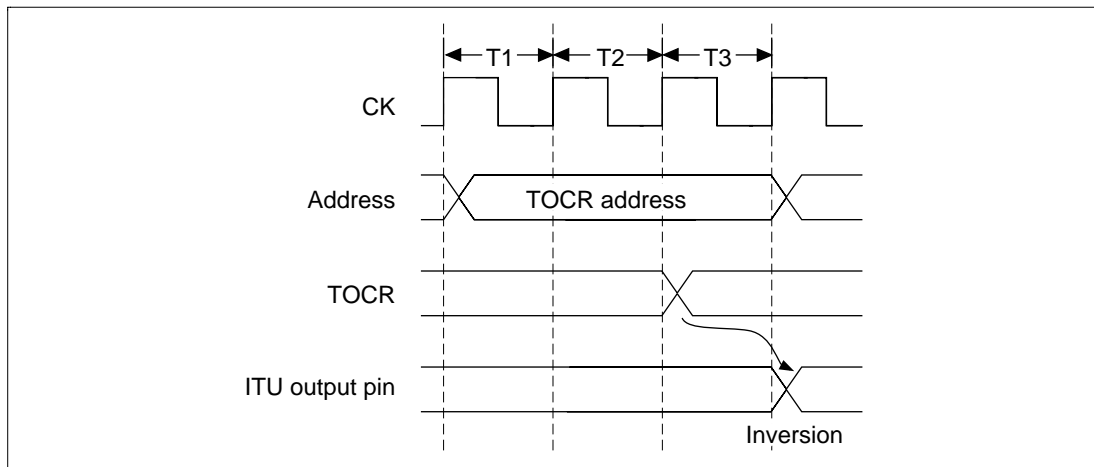 T1 T2 T3
CK
Address
TOCR address
TOCR
ITU output pin
Inversion